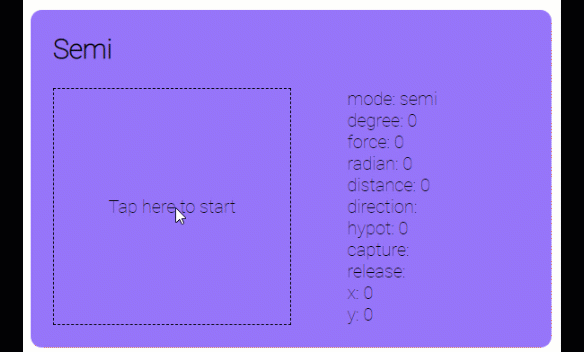 Semi
Tap here to start
mode: semi
degree: 0
force: 0
radian: 0
distance: 0
direction:
hypot: 0
capture:
release:
x: 0
y: 0